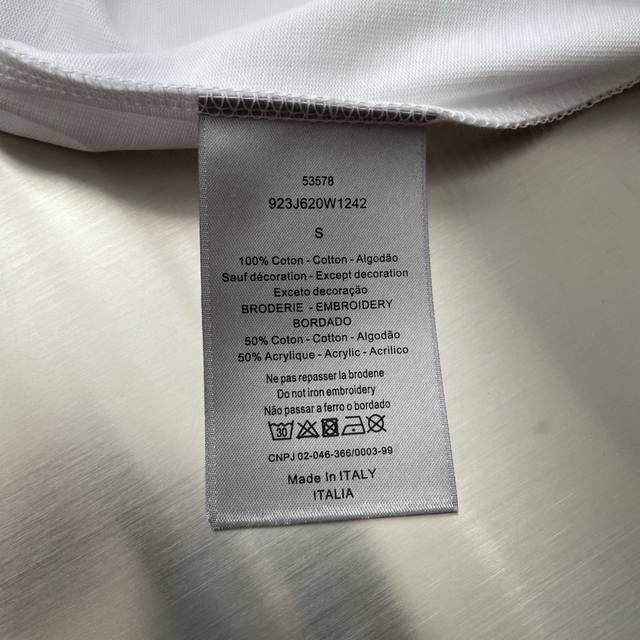 53578
923J620W1242
S
100% Coton - Cotton - Algodão
Sauf décoration - Except decoration
Exceto decoração
BRODERIE - EMBROIDERY
BORDADO
50% Coton - Cotton - Algodão
50% Acrylique - Acrylic - Acrilico
Ne pas repasser la brodene
Do not iron embroidery
Não passar a ferro o bordado
30
CNPJ 02-046-366/0003-99
Made In ITALY
ITALIA